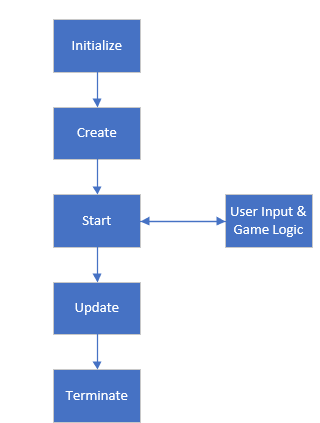 Initialize
Create
Start
User Input &
Game Logic
Update
Terminate